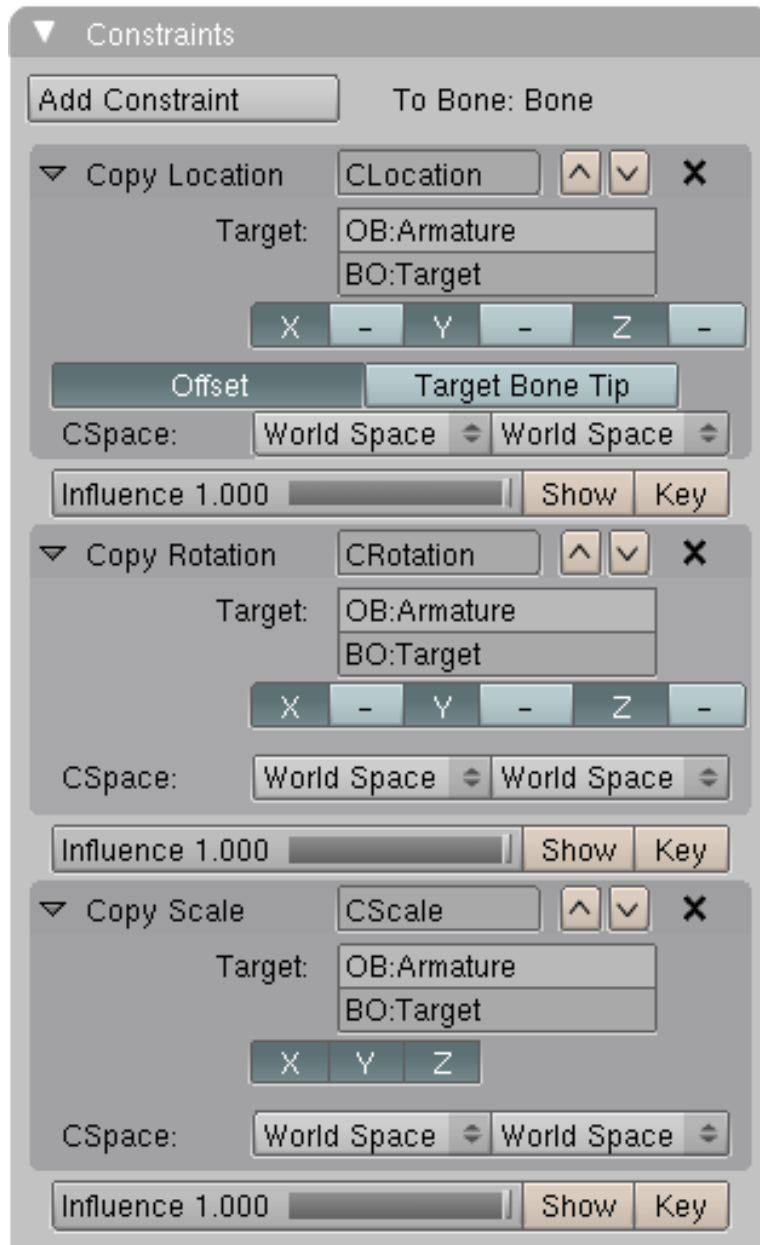 Constraints
Add Constraint To Bone: Bone
Copy Location CLocation
Target: OB:Armature
BO:Target
X - Y - Z -
Offset Target Bone Tip
CSpace: World Space World Space
Influence 1.000 Show Key
Copy Rotation CRotation
Target: OB:Armature
BO:Target
X - Y - Z -
CSpace: World Space World Space
Influence 1.000 Show Key
Copy Scale CScale
Target: OB:Armature
BO:Target
X Y Z
CSpace: World Space World Space
Influence 1.000 Show Key